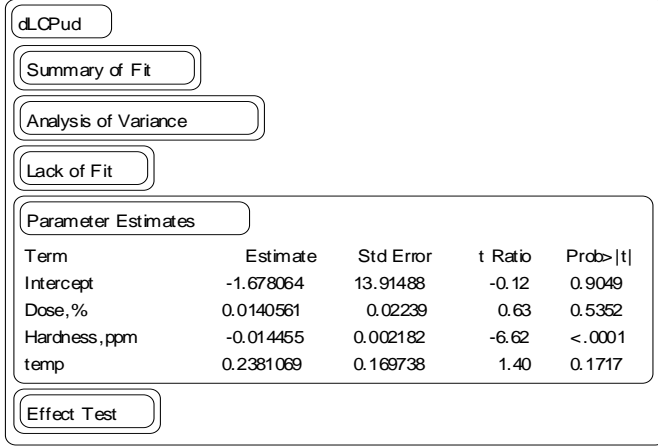 dLCPud
Summary of Fit
Analysis of Variance
Lack of Fit
Parameter Estimates
Term Estimate Std Error t Ratio Prob>|t|
Intercept -1.678064 13.91488 -0.12 0.9049
Dose,% 0.0140561 0.02239 0.63 0.5352
Hardness,ppm -0.014455 0.002182 -6.62 <.0001
temp 0.2381069 0.169738 1.40 0.1717
Effect Test